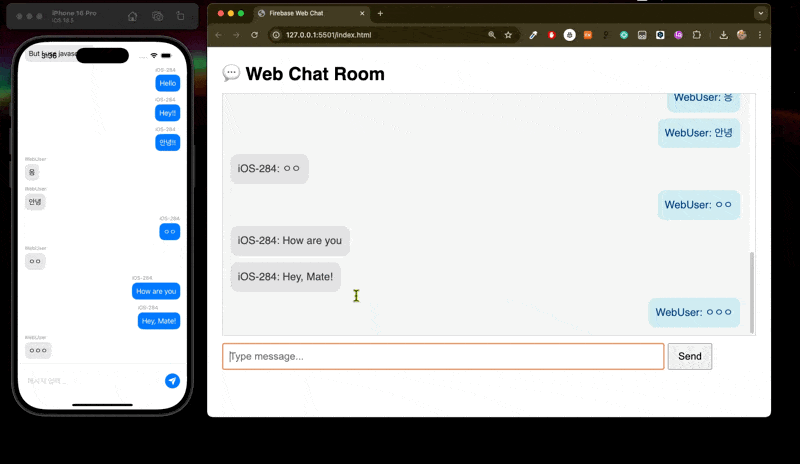 iPhone 16 Pro
iOS 18.5
3:36
iOS-284
Hello
iOS-284
Hey!!
iOS-284
안녕!!
WebUser
응
WebUser
안녕
iOS-284
ㅇㅇ
WebUser
ㅇㅇ
iOS-284
How are you
iOS-284
Hey, Mate!
WebUser
ㅇㅇㅇ
메시지 입력...
Firebase Web Chat
127.0.0.1:5501/index.html
Web Chat Room
WebUser: 응
WebUser: 안녕
iOS-284: ㅇㅇ
WebUser: ㅇㅇ
iOS-284: How are you
iOS-284: Hey, Mate!
WebUser: ㅇㅇㅇ
Type message...
Send